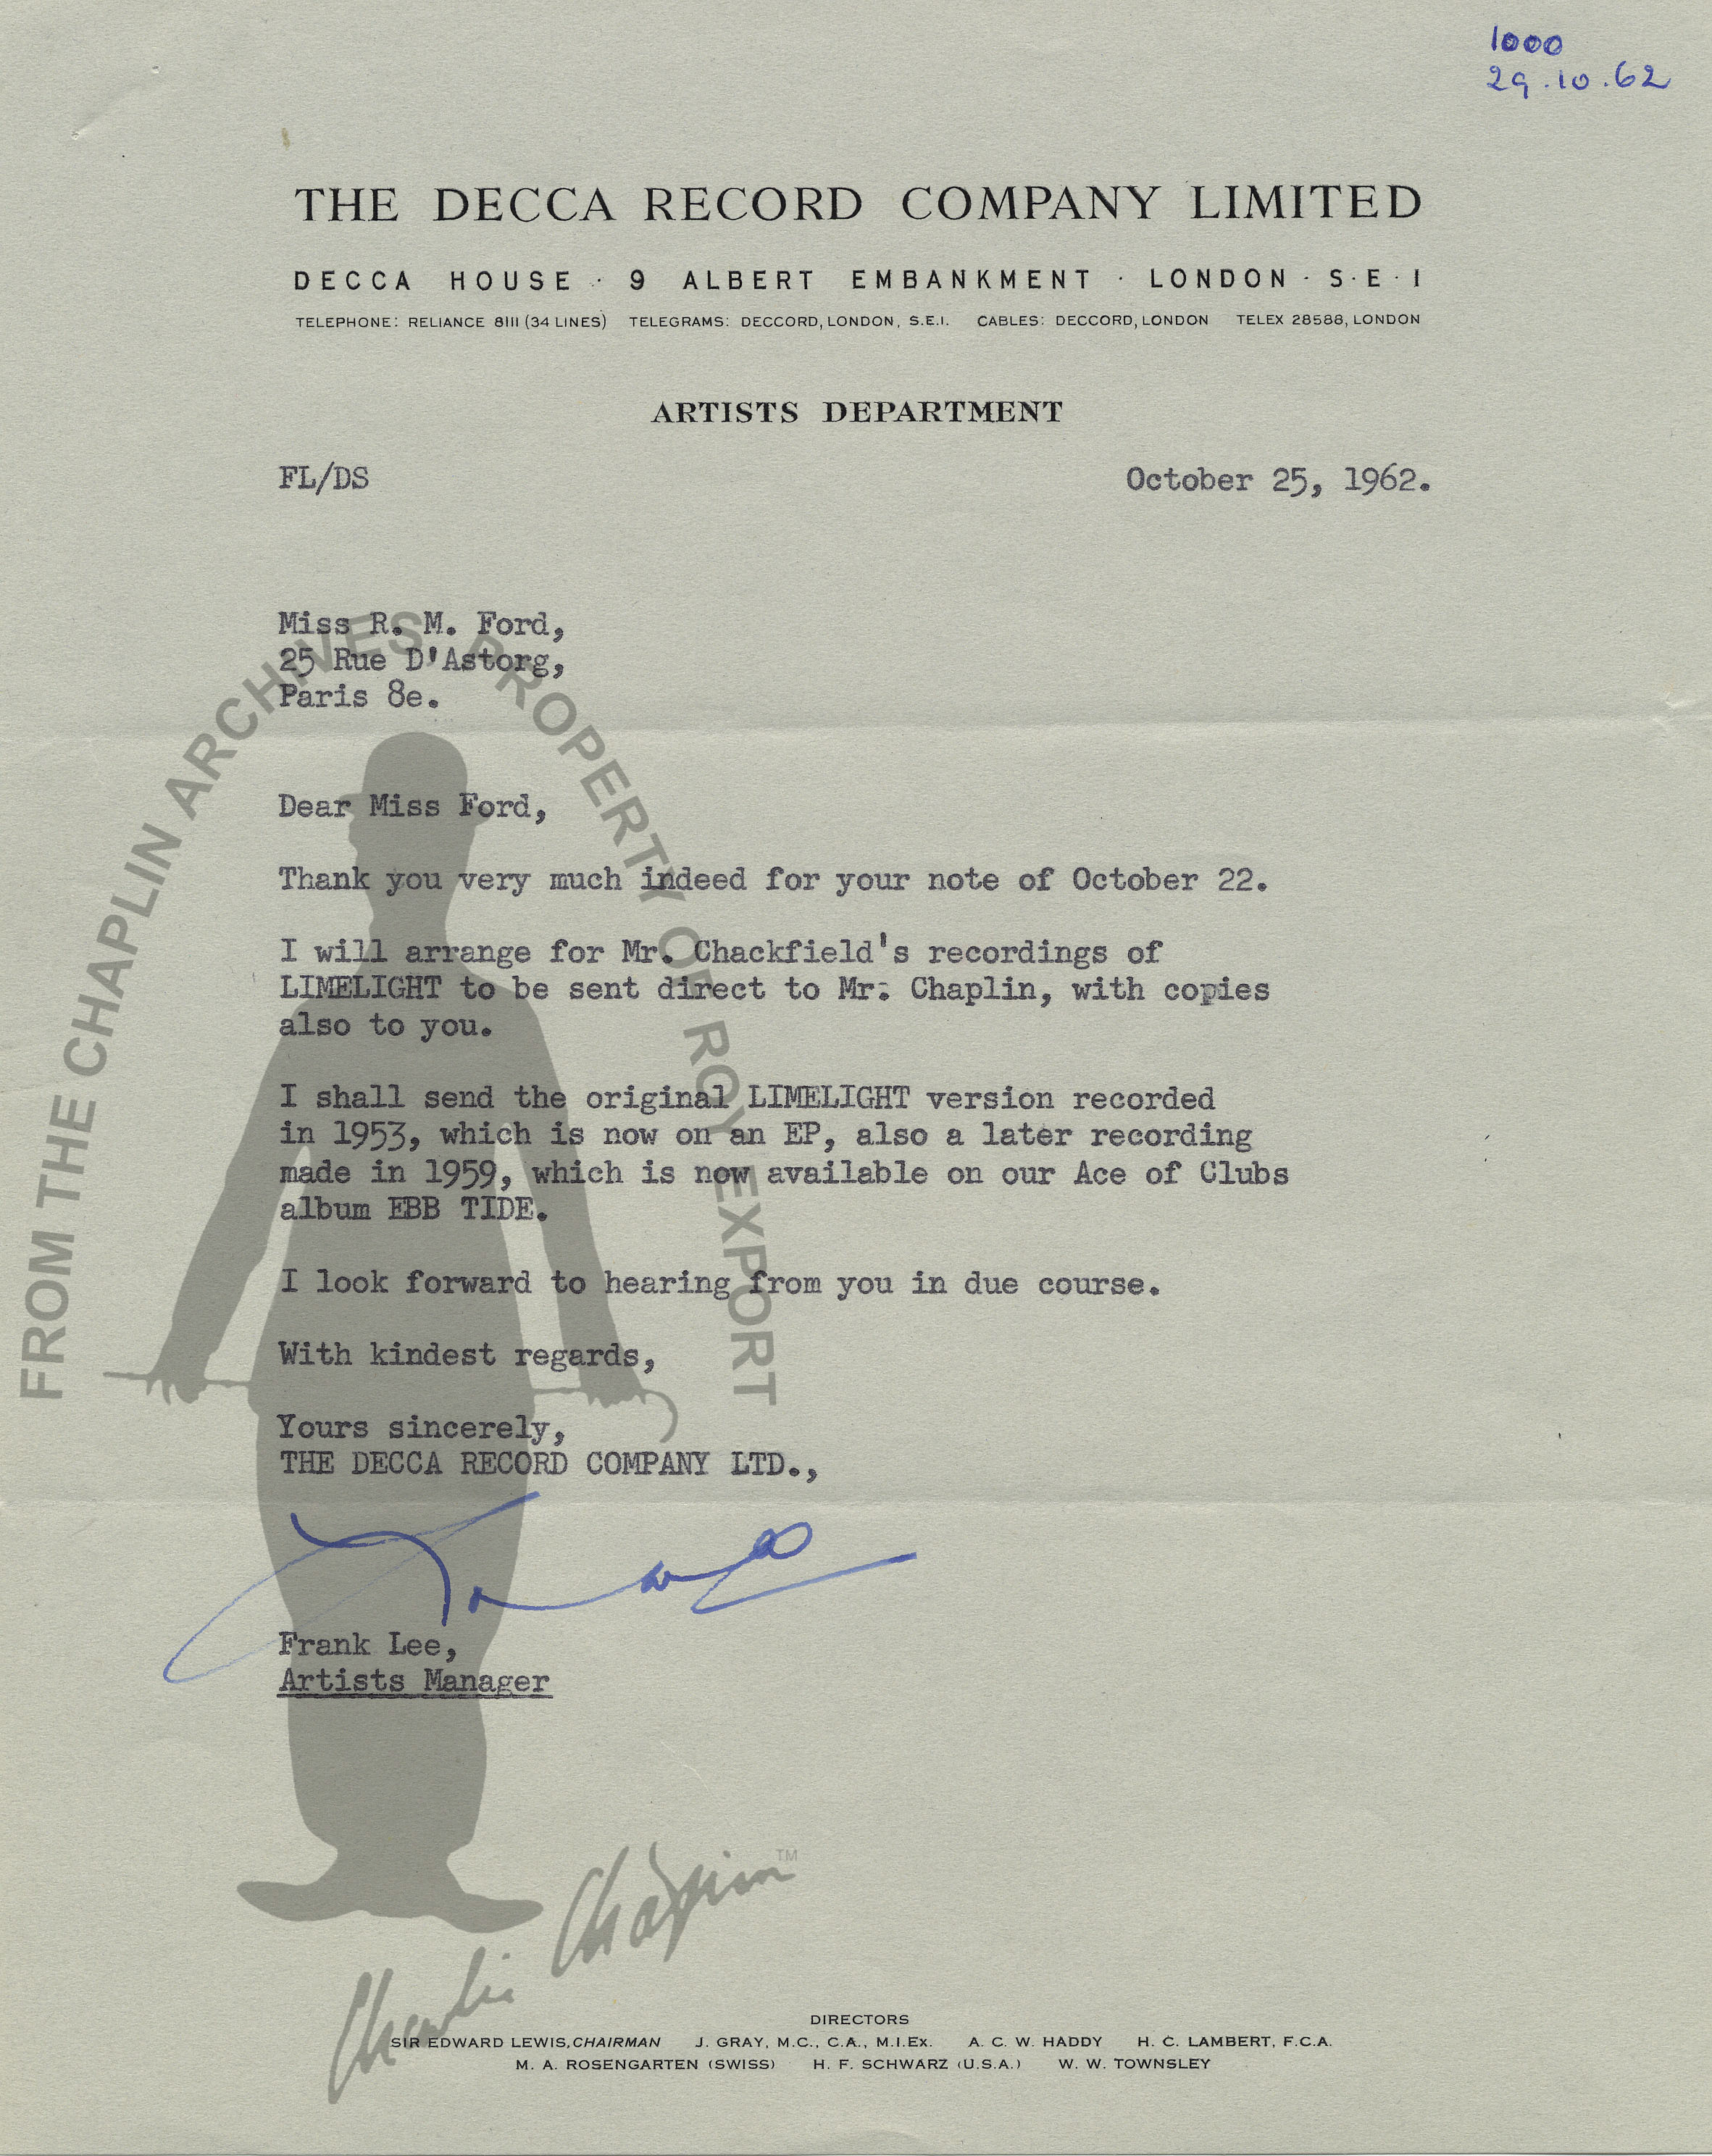 1000
29.10.62
THE DECCA RECORD COMPANY LIMITED
DECCA HOUSE · 9 ALBERT EMBANKMENT · LONDON · S·E·1
TELEPHONE: RELIANCE 8111 (34 LINES) TELEGRAMS: DECCORD, LONDON, S.E.1. CABLES: DECCORD, LONDON TELEX 28588, LONDON
ARTISTS DEPARTMENT
FL/DS October 25, 1962.
Miss R. M. Ford,
25 Rue D'Astorg,
Paris 8e.
Dear Miss Ford,
Thank you very much indeed for your note of October 22.
I will arrange for Mr. Chackfield's recordings of
LIMELIGHT to be sent direct to Mr. Chaplin, with copies
also to you.
I shall send the original LIMELIGHT version recorded
in 1953, which is now on an EP, also a later recording
made in 1959, which is now available on our Ace of Clubs
album EBB TIDE.
I look forward to hearing from you in due course.
With kindest regards,
Yours sincerely,
THE DECCA RECORD COMPANY LTD.,
Frank Lee,
Artists Manager
FROM THE CHAPLIN ARCHIVES PROPERTY OF ROY EXPORT
Charlie Chaplin TM
DIRECTORS
SIR EDWARD LEWIS, CHAIRMAN J. GRAY, M.C., C.A., M.I.Ex. A. C. W. HADDY H. C. LAMBERT, F.C.A.
M. A. ROSENGARTEN (SWISS) H. F. SCHWARZ (U.S.A.) W. W. TOWNSLEY